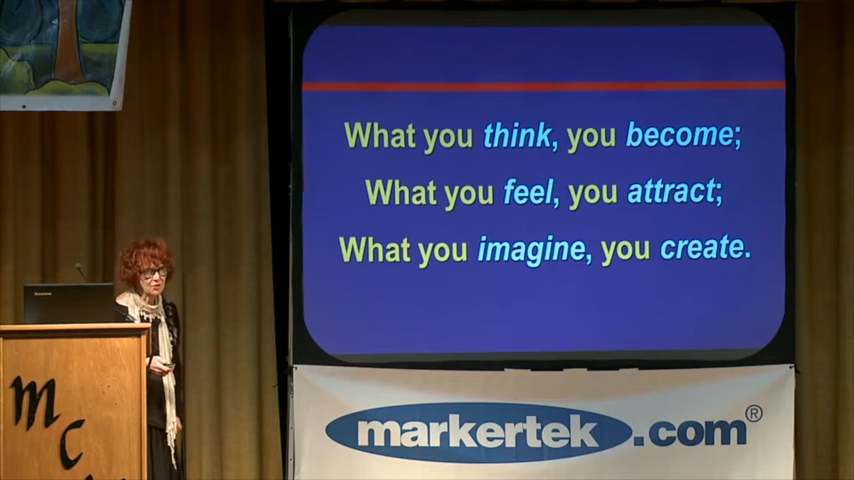 What you think, you become;
What you feel, you attract;
What you imagine, you create.
markertek.com®
m
C